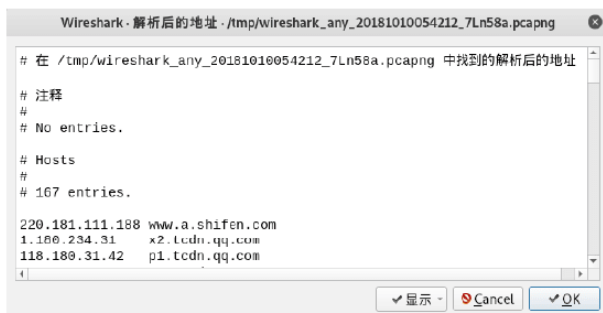 Wireshark · 解析后的地址 · /tmp/wireshark_any_20181010054212_7Ln58a.pcapng
# 在 /tmp/wireshark_any_20181010054212_7Ln58a.pcapng 中找到的解析后的地址
# 注释
#
# No entries.
# Hosts
#
# 167 entries.
220.181.111.188 www.a.shifen.com
1.180.234.31 x2.tcdn.qq.com
118.180.31.42 p1.tcdn.qq.com
显示
Cancel
OK